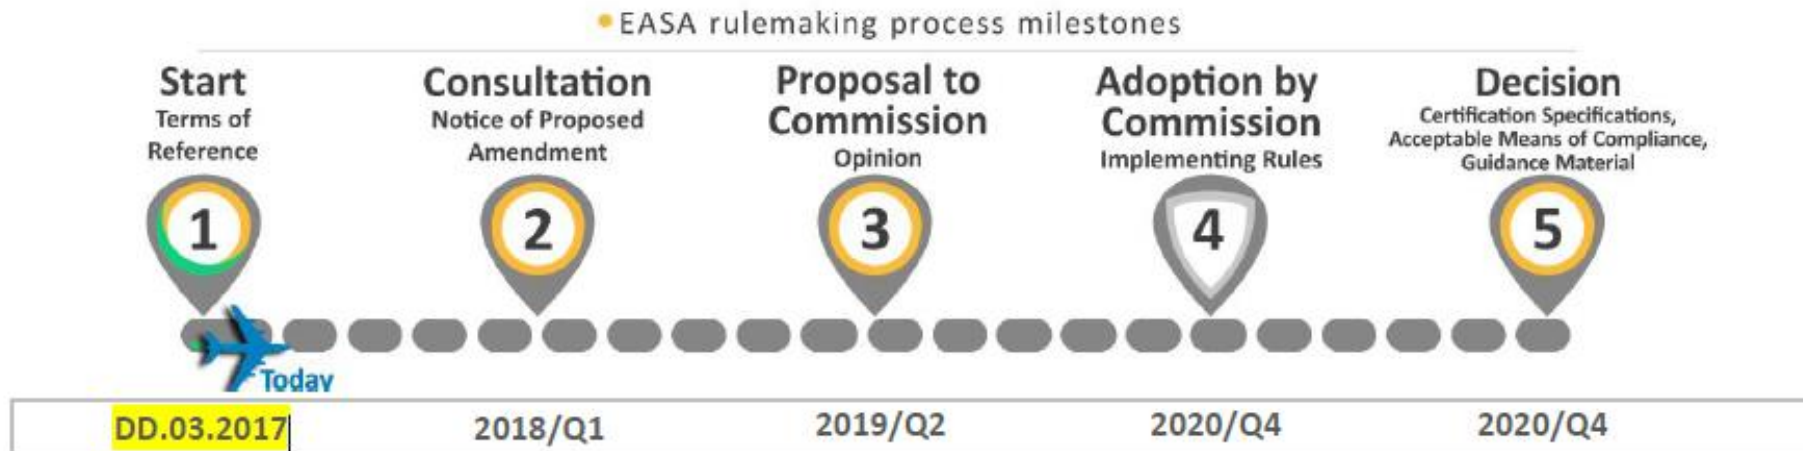 EASA rulemaking process milestones
Start
Terms of
Reference
Consultation
Notice of Proposed
Amendment
Proposal to
Commission
Opinion
Adoption by
Commission
Implementing Rules
Decision
Certification Specifications,
Acceptable Means of Compliance,
Guidance Material
1
2
3
4
5
Today
DD.03.2017
2018/Q1
2019/Q2
2020/Q4
2020/Q4